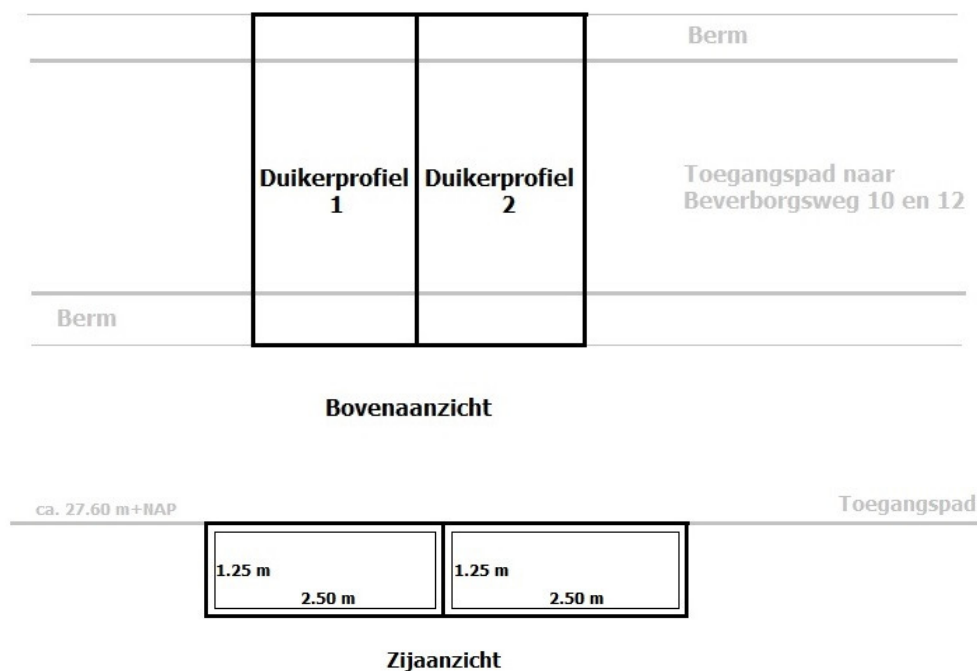 Berm
Duikerprofiel
1
Duikerprofiel
2
Toegangspad naar
Beverborgsweg 10 en 12
Berm
Bovenaanzicht
ca. 27.60 m+NAP
Toegangspad
1.25 m
2.50 m
1.25 m
2.50 m
Zijaanzicht